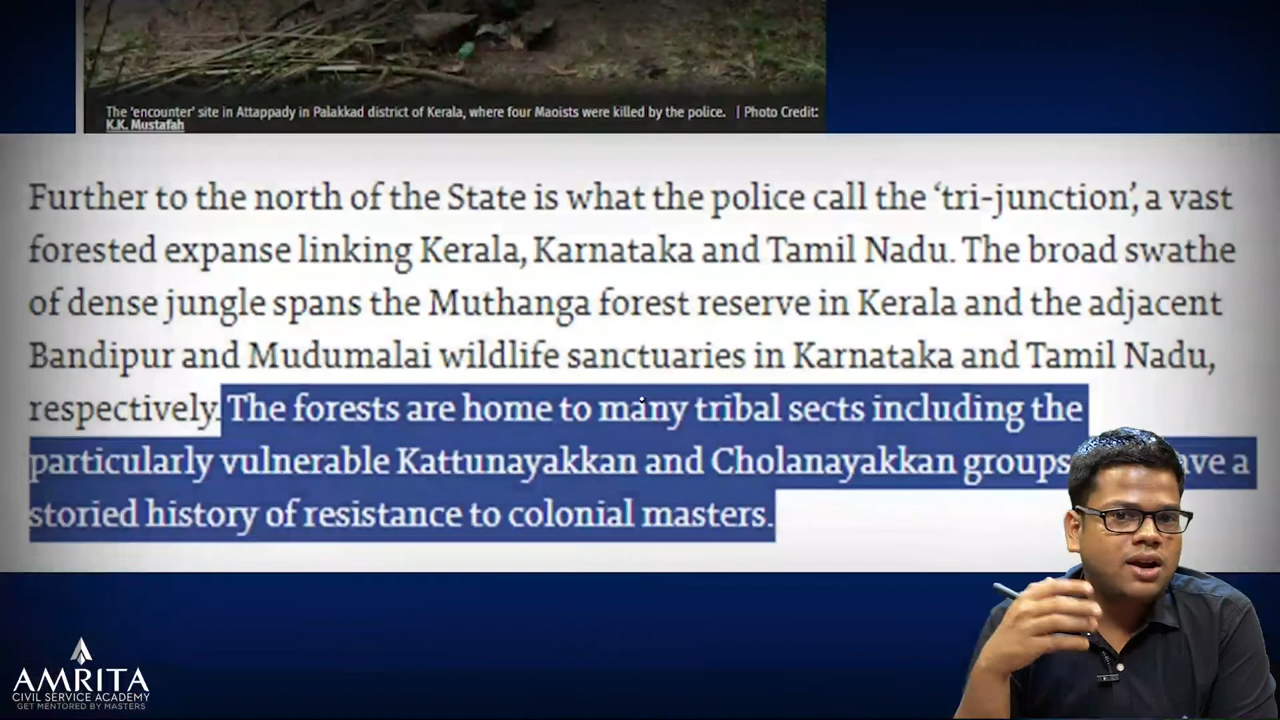 The 'encounter' site in Attappady in Palakkad district of Kerala, where four Maoists were killed by the police. | Photo Credit:
K.K. Mustafah
Further to the north of the State is what the police call the ‘tri-junction’, a vast
forested expanse linking Kerala, Karnataka and Tamil Nadu. The broad swathe
of dense jungle spans the Muthanga forest reserve in Kerala and the adjacent
Bandipur and Mudumalai wildlife sanctuaries in Karnataka and Tamil Nadu,
respectively. The forests are home to many tribal sects including the
particularly vulnerable Kattunayakkan and Cholanayakkan groups a
storied history of resistance to colonial masters.
AMRITA
CIVIL SERVICE ACADEMY
GET MENTORED BY MASTERS